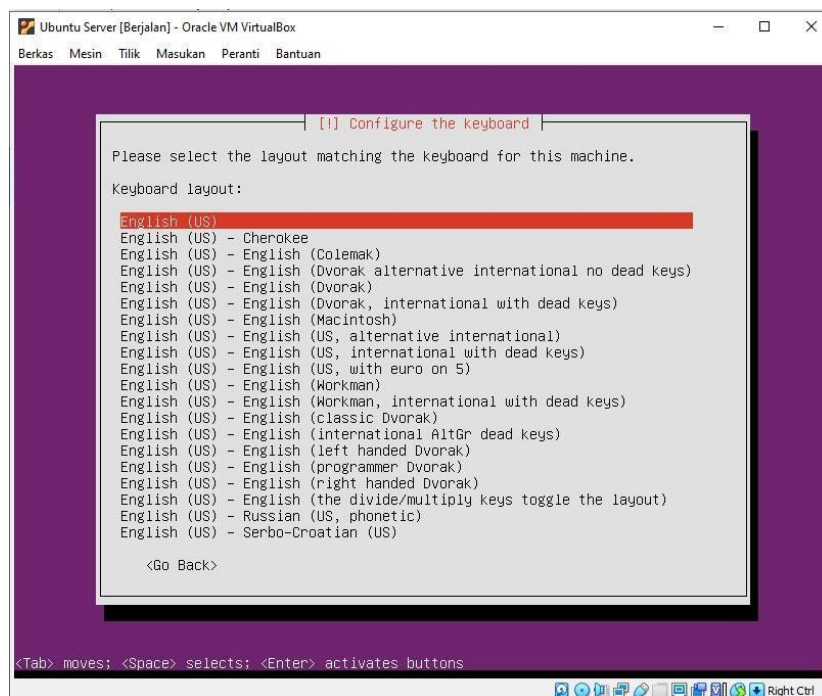 Ubuntu Server [Berjalan] - Oracle VM VirtualBox
Berkas Mesin Tilik Masukan Peranti Bantuan
[!] Configure the keyboard
Please select the layout matching the keyboard for this machine.
Keyboard layout:
English (US)
English (US) - Cherokee
English (US) - English (Colemak)
English (US) - English (Dvorak alternative international no dead keys)
English (US) - English (Dvorak)
English (US) - English (Dvorak, international with dead keys)
English (US) - English (Macintosh)
English (US) - English (US, alternative international)
English (US) - English (US, international with dead keys)
English (US) - English (US, with euro on 5)
English (US) - English (Workman)
English (US) - English (Workman, international with dead keys)
English (US) - English (classic Dvorak)
English (US) - English (international AltGr dead keys)
English (US) - English (left handed Dvorak)
English (US) - English (programmer Dvorak)
English (US) - English (right handed Dvorak)
English (US) - English (the divide/multiply keys toggle the layout)
English (US) - Russian (US, phonetic)
English (US) - Serbo-Croatian (US)
<Go Back>
<Tab> moves; <Space> selects; <Enter> activates buttons
Right Ctrl